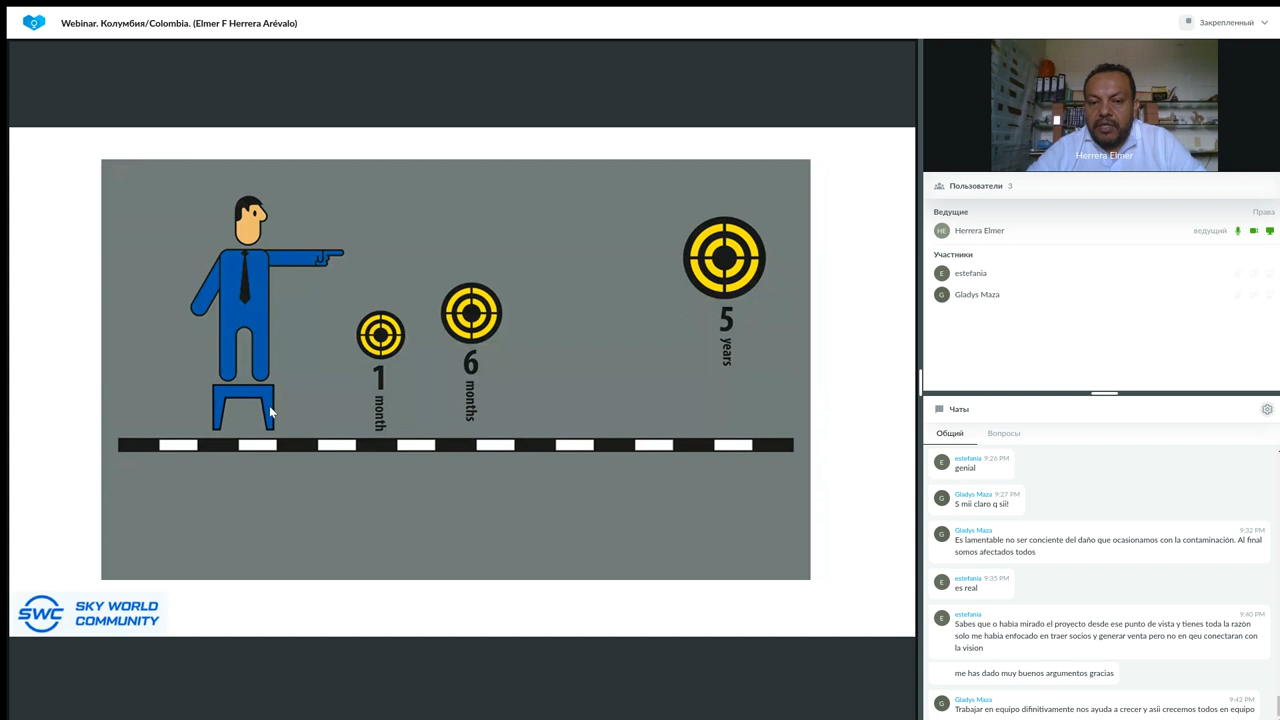 Webinar. Колумбия/Colombia. (Elmer F Herrera Arévalo)
Закрепленный
1
month
6
months
5
years
SWC
SKY WORLD
COMMUNITY
Herrera Elmer
Пользователи 3
Ведущие
Права
HE
Herrera Elmer
ведущий
Участники
E
estefania
G
Gladys Maza
Чаты
Общий
Вопросы
E
estefania 9:26 PM
genial
G
Gladys Maza 9:27 PM
S mii claro q sii!
G
Gladys Maza 9:32 PM
Es lamentable no ser conciente del daño que ocasionamos con la contaminación. Al final
somos afectados todos
E
estefania 9:35 PM
es real
E
estefania 9:40 PM
Sabes que o habia mirado el proyecto desde ese punto de vista y tienes toda la razón
solo me habia enfocado en traer socios y generar venta pero no en qeu conectaran con
la vision
me has dado muy buenos argumentos gracias
G
Gladys Maza 9:42 PM
Trabajar en equipo difinitivamente nos ayuda a crecer y asii crecemos todos en equipo